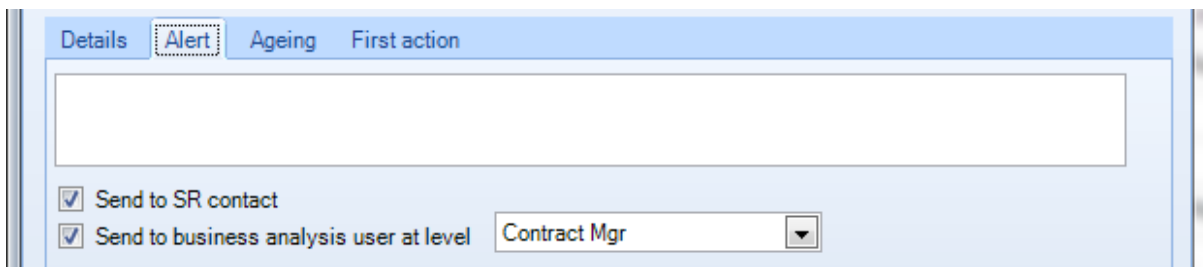 Details Alert Ageing First action
Send to SR contact
Send to business analysis user at level Contract Mgr